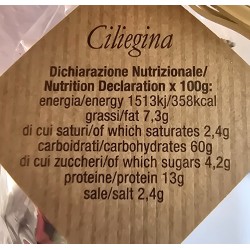 Ciliegina
Dichiarazione Nutrizionale/
Nutrition Declaration x 100g:
energia/energy 1513kj/358kcal
grassi/fat 7,3g
di cui saturi/of which saturates 2,4g
carboidrati/carbohydrates 60g
di cui zuccheri/of which sugars 4,2g
proteine/protein 13g
sale/salt 2,4g